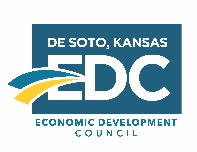 DE SOTO, KANSAS
EDC
ECONOMIC DEVELOPMENT
COUNCIL